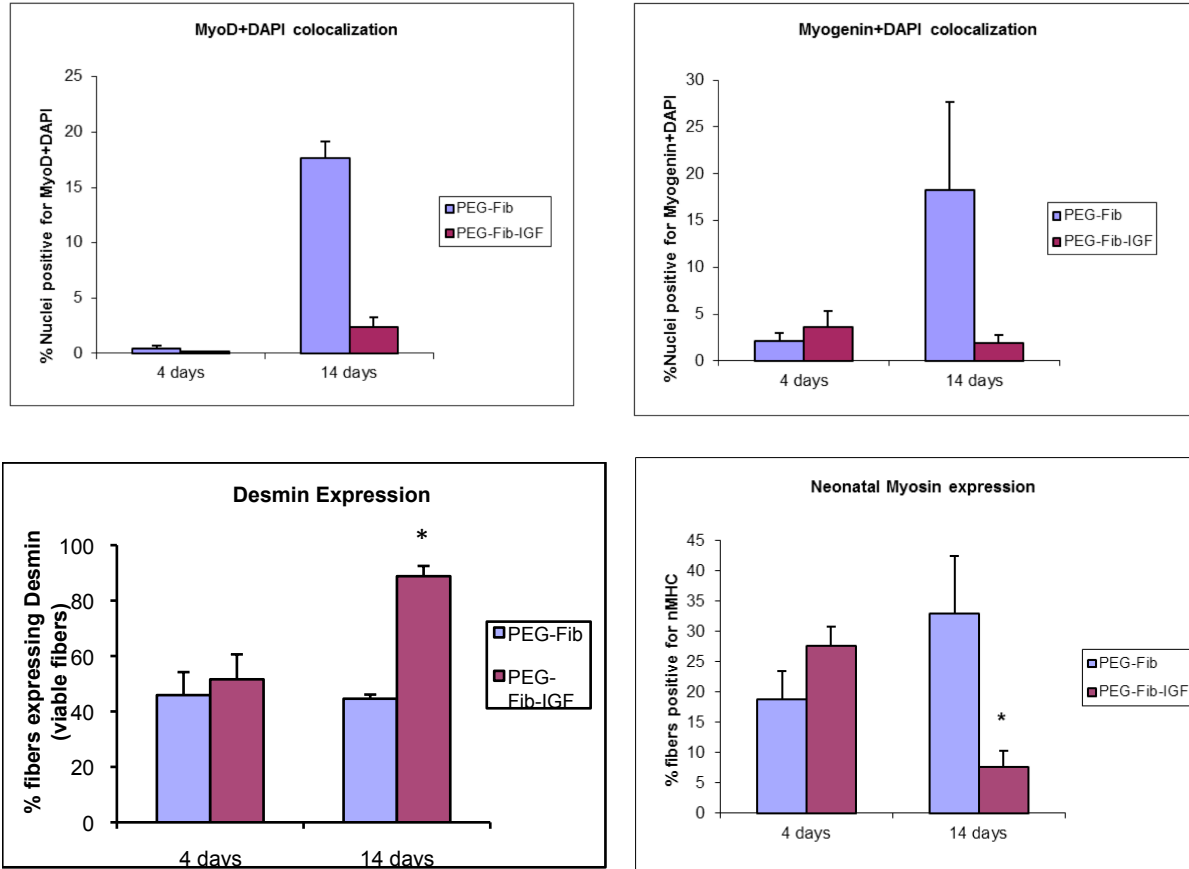 MyoD+DAPI colocalization
% Nuclei positive for MyoD+DAPI
25
20
15
10
5
0
4 days
14 days
PEG-Fib
PEG-Fib-IGF
Myogenin+DAPI colocalization
%Nuclei positive for Myogenin+DAPI
30
25
20
15
10
5
0
4 days
14 days
PEG-Fib
PEG-Fib-IGF
Desmin Expression
% fibers expressing Desmin
(viable fibers)
100
80
60
40
20
0
*
4 days
14 days
PEG-Fib
PEG-
Fib-IGF
Neonatal Myosin expression
% fibers positive for nMHC
45
40
35
30
25
20
15
10
5
0
*
4 days
14 days
PEG-Fib
PEG-Fib-IGF